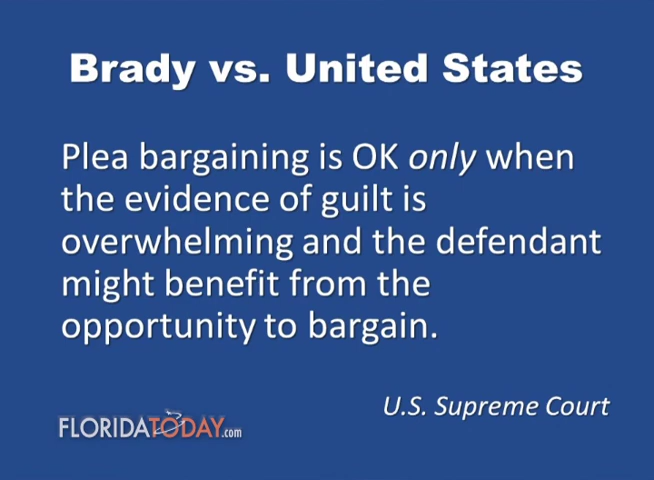 Brady vs. United States
Plea bargaining is OK only when
the evidence of guilt is
overwhelming and the defendant
might benefit from the
opportunity to bargain.
U.S. Supreme Court
FLORIDATODAY.com